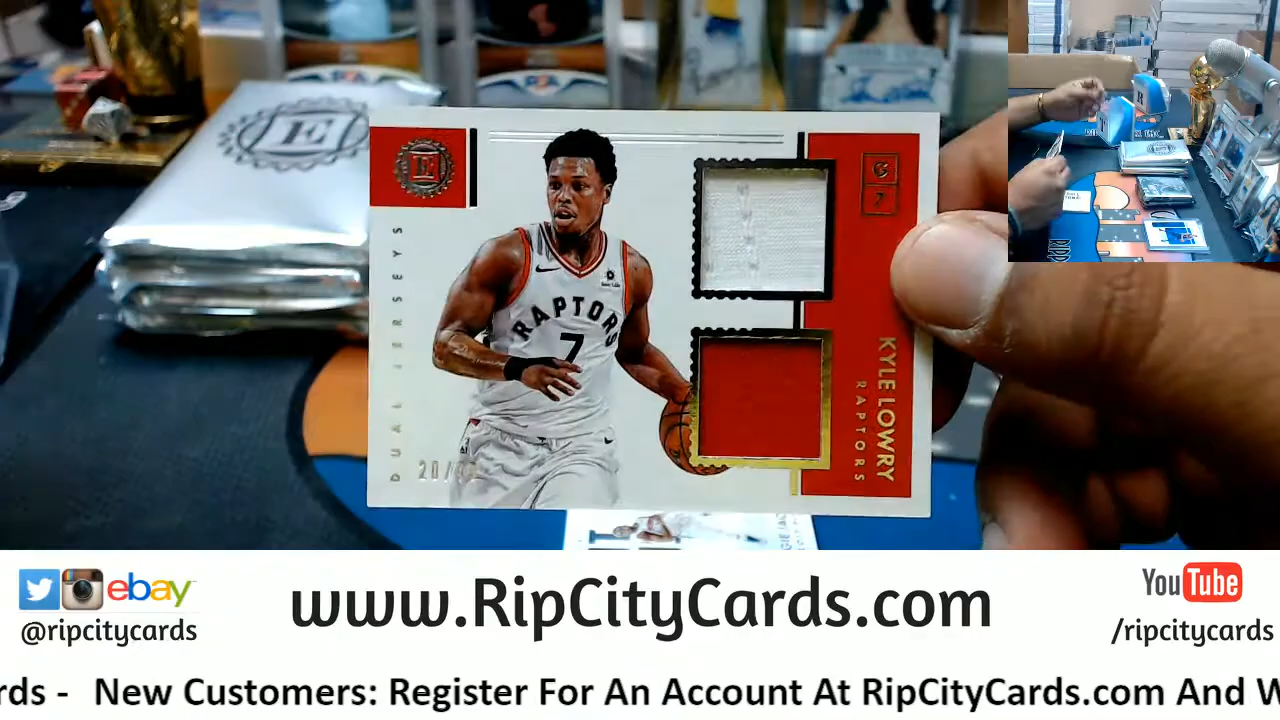 E
E
DUAL JERSEYS
RAPTORS
7
G
7
KYLE LOWRY
RAPTORS
ebay
@ripcitycards
www.RipCityCards.com
YouTube
/ripcitycards
rds - New Customers: Register For An Account At RipCityCards.com And W